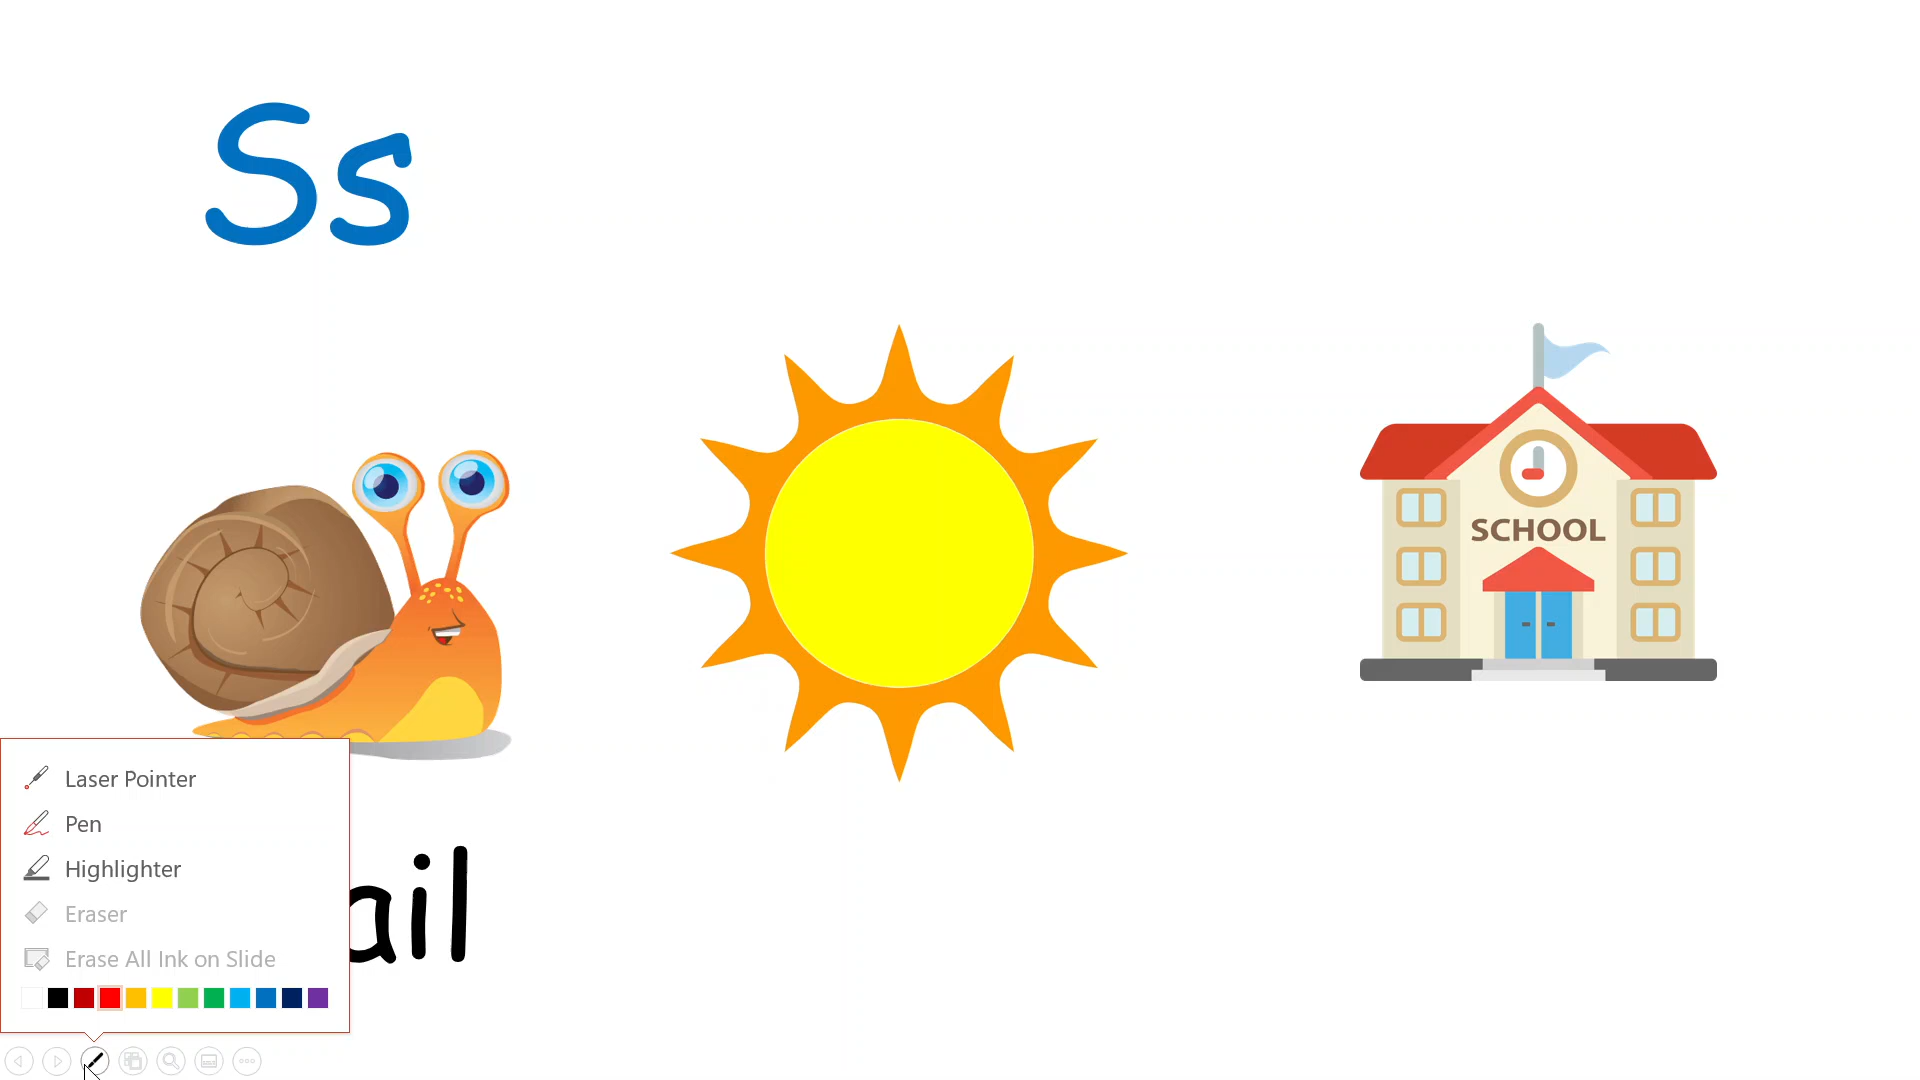 Ss
SCHOOL
Laser Pointer
Pen
Highlighter
ail
Eraser
Erase All Ink on Slide